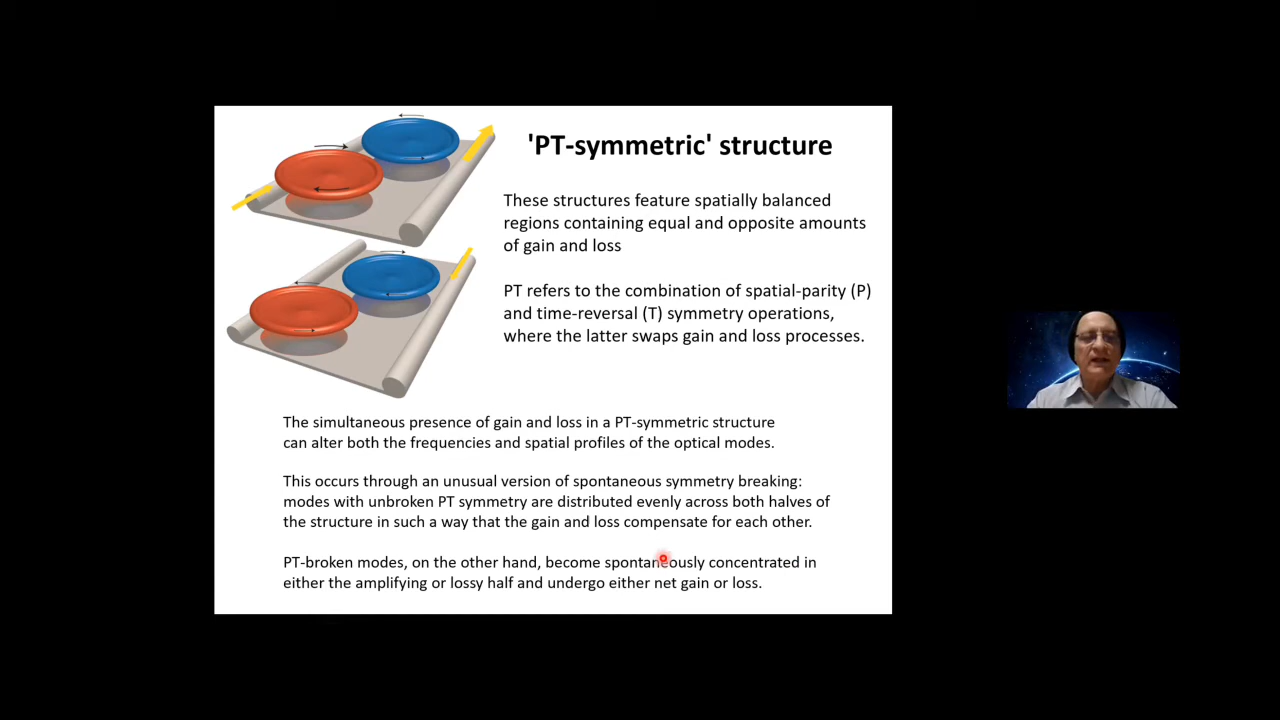 'PT-symmetric' structure
These structures feature spatially balanced
regions containing equal and opposite amounts
of gain and loss
PT refers to the combination of spatial-parity (P)
and time-reversal (T) symmetry operations,
where the latter swaps gain and loss processes.
The simultaneous presence of gain and loss in a PT-symmetric structure
can alter both the frequencies and spatial profiles of the optical modes.
This occurs through an unusual version of spontaneous symmetry breaking:
modes with unbroken PT symmetry are distributed evenly across both halves of
the structure in such a way that the gain and loss compensate for each other.
PT-broken modes, on the other hand, become spontaneously concentrated in
either the amplifying or lossy half and undergo either net gain or loss.